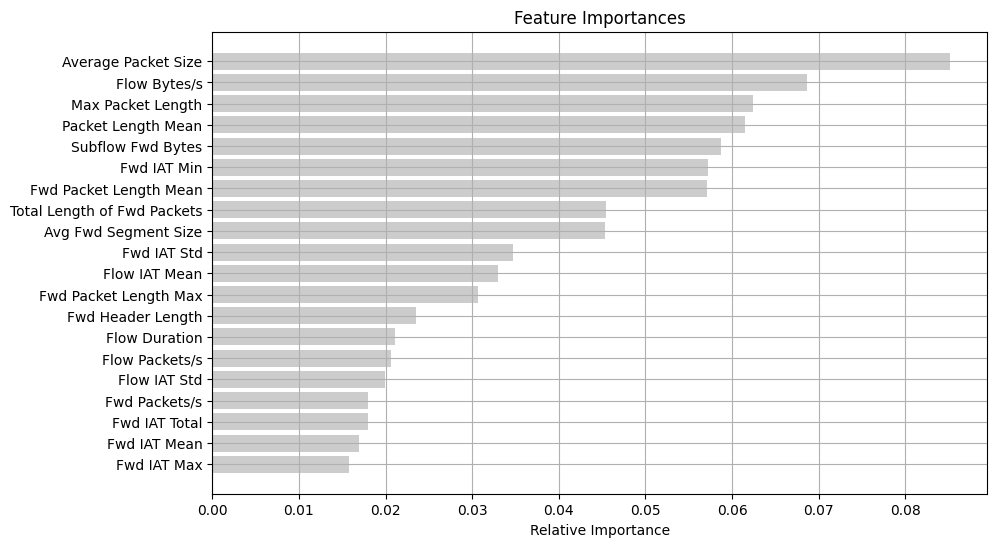 Feature Importances
Average Packet Size
Flow Bytes/s
Max Packet Length
Packet Length Mean
Subflow Fwd Bytes
Fwd IAT Min
Fwd Packet Length Mean
Total Length of Fwd Packets
Avg Fwd Segment Size
Fwd IAT Std
Flow IAT Mean
Fwd Packet Length Max
Fwd Header Length
Flow Duration
Flow Packets/s
Flow IAT Std
Fwd Packets/s
Fwd IAT Total
Fwd IAT Mean
Fwd IAT Max
0.00 0.01 0.02 0.03 0.04 0.05 0.06 0.07 0.08
Relative Importance